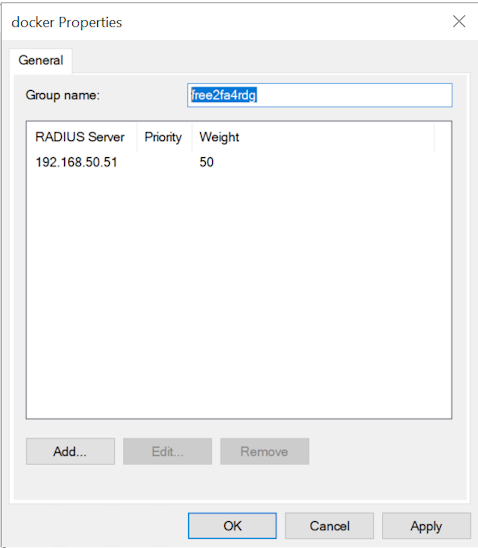 docker Properties
General
Group name: free2fa4rdg
RADIUS Server Priority Weight
192.168.50.51 50
Add... Edit... Remove
OK Cancel Apply